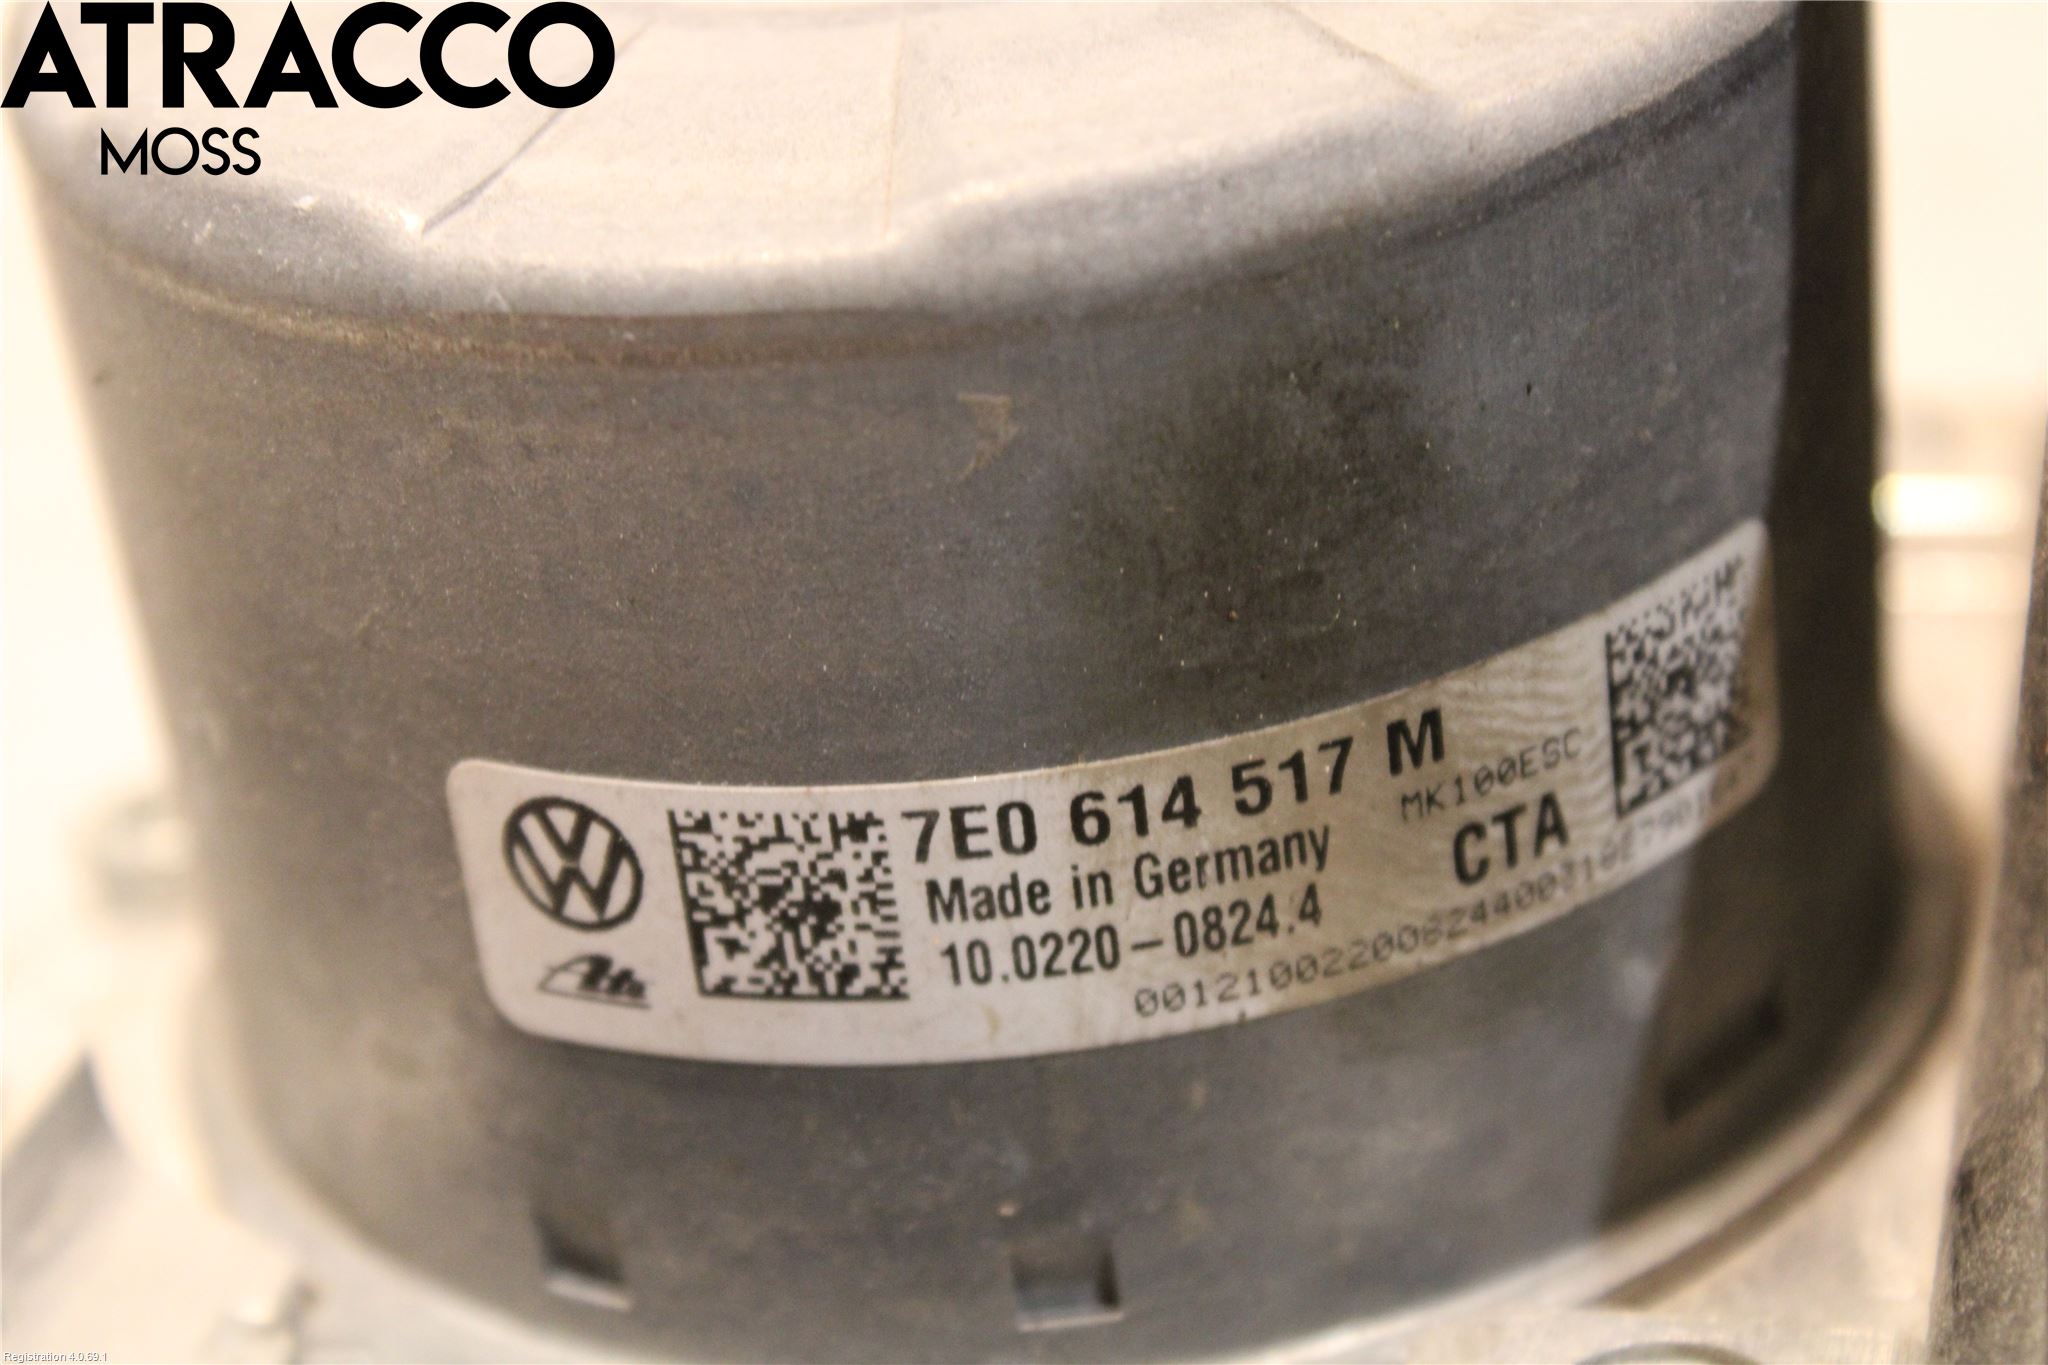 ATRACCO
MOSS
7E0 614 517 M
MK100ESC
Made in Germany
CTA
10.0220-0824.4
Ate
Registration 4.0.69.1